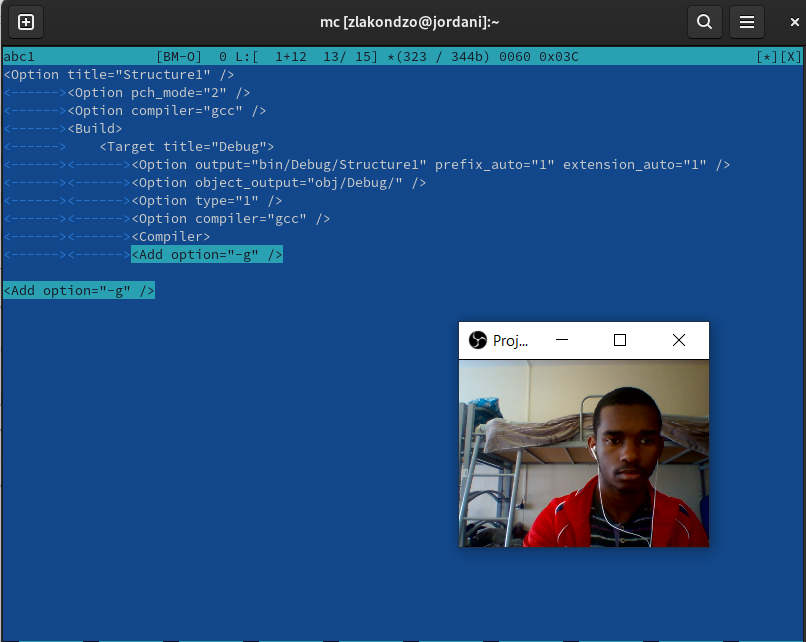 mc [zlakondzo@jordani]:~
abc1 [BM-O] 0 L:[ 1+12 13/ 15] *(323 / 344b) 0060 0x03C [*][X]
<Option title="Structure1" />
<------><Option pch_mode="2" />
<------><Option compiler="gcc" />
<------><Build>
<------>    <Target title="Debug">
<------><------><Option output="bin/Debug/Structure1" prefix_auto="1" extension_auto="1" />
<------><------><Option object_output="obj/Debug/" />
<------><------><Option type="1" />
<------><------><Option compiler="gcc" />
<------><------><Compiler>
<------><------><Add option="-g" />
<Add option="-g" />
Proj...